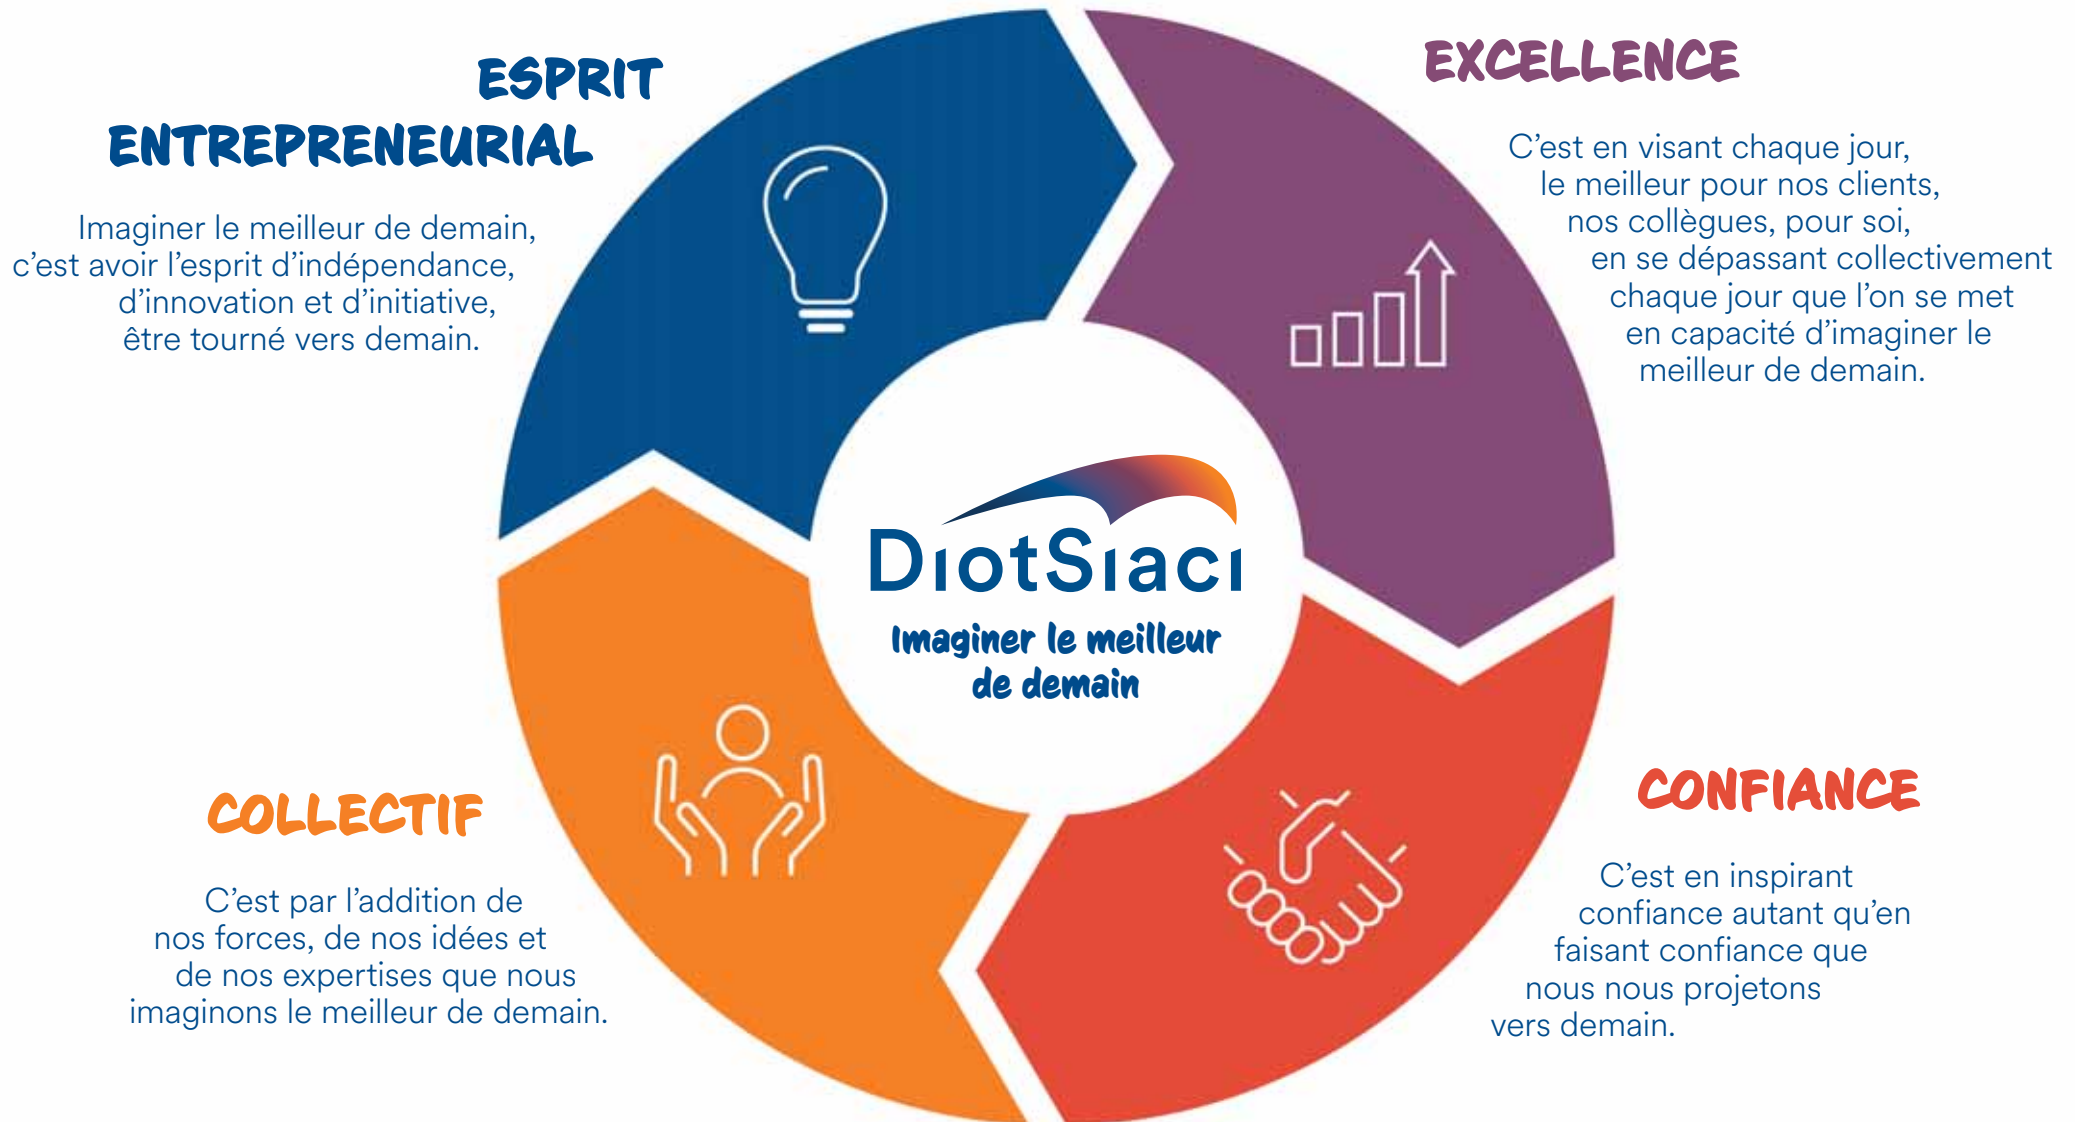 ESPRIT
ENTREPRENEURIAL
Imaginer le meilleur de demain,
c’est avoir l’esprit d’indépendance,
d’innovation et d’initiative,
être tourné vers demain.
EXCELLENCE
C’est en visant chaque jour,
le meilleur pour nos clients,
nos collègues, pour soi,
en se dépassant collectivement
chaque jour que l’on se met
en capacité d’imaginer le
meilleur de demain.
DiotSiaci
Imaginer le meilleur
de demain
COLLECTIF
C’est par l’addition de
nos forces, de nos idées et
de nos expertises que nous
imaginons le meilleur de demain.
CONFIANCE
C’est en inspirant
confiance autant qu’en
faisant confiance que
nous nous projetons
vers demain.